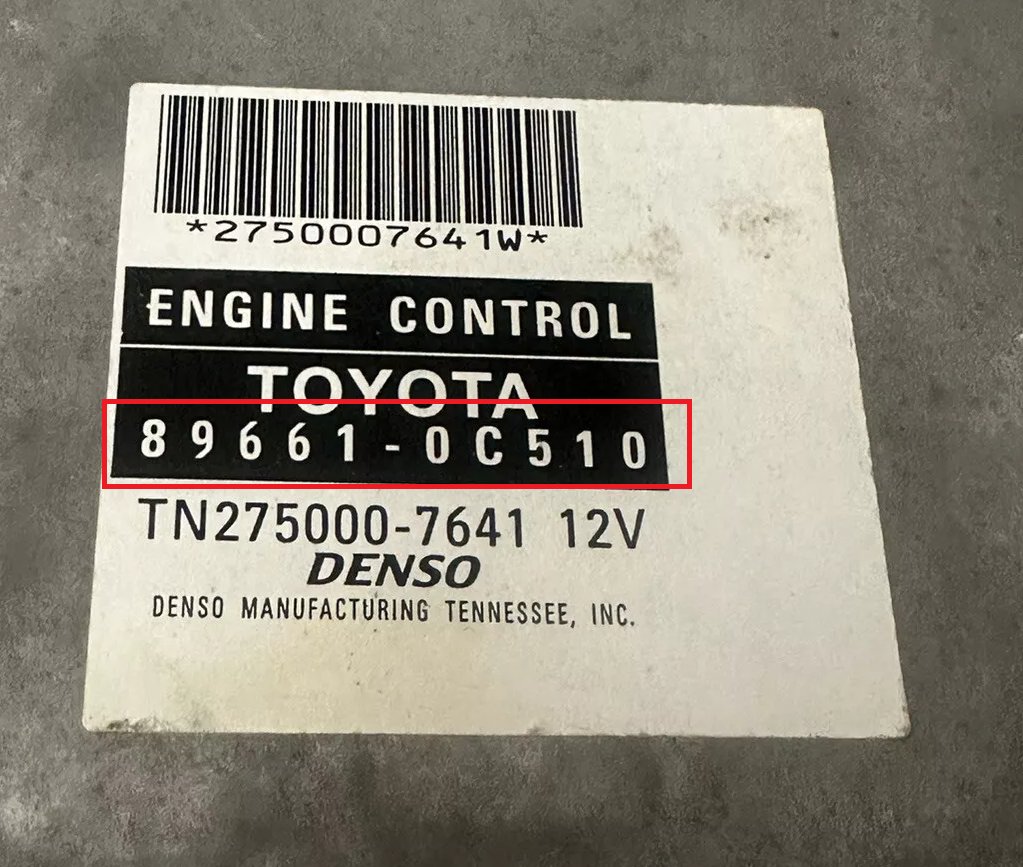 *2750007641W*
ENGINE CONTROL
TOYOTA
89661-0C510
TN275000-7641 12V
DENSO
DENSO MANUFACTURING TENNESSEE, INC.